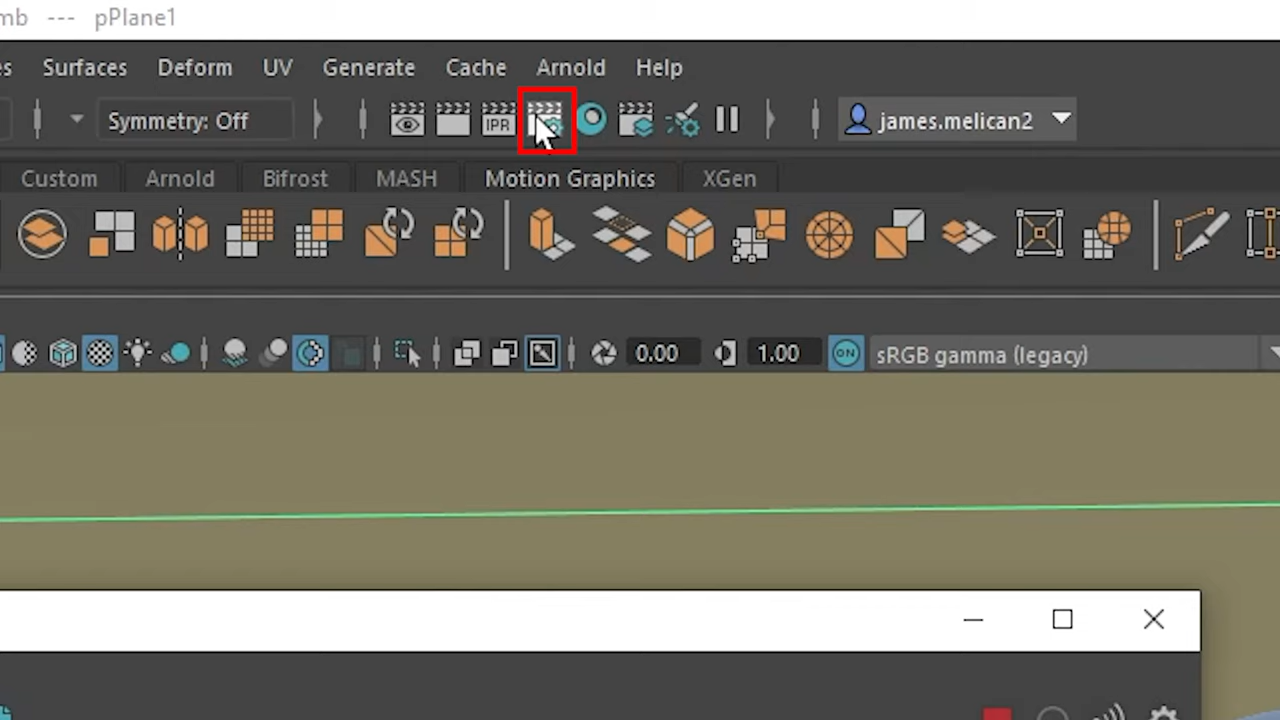 mb --- pPlane1
es Surfaces Deform UV Generate Cache Arnold Help
Symmetry: Off IPR james.melican2
Custom Arnold Bifrost MASH Motion Graphics XGen
0.00 1.00 ON sRGB gamma (legacy)